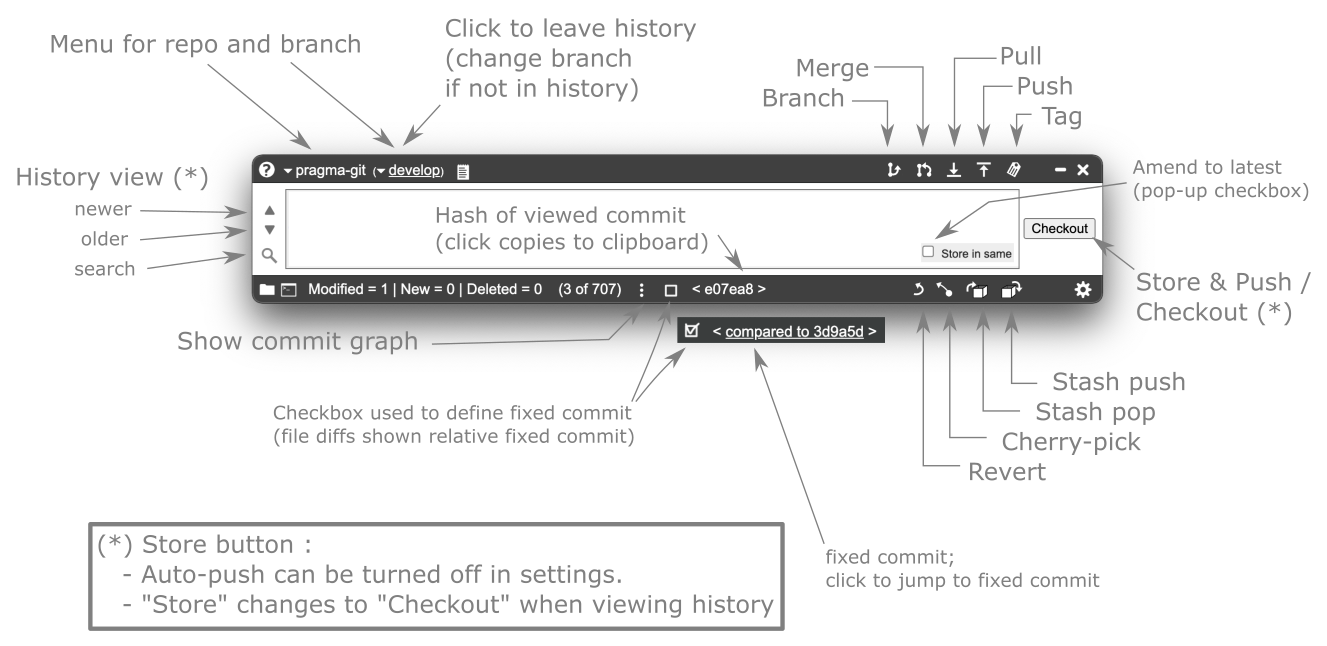 Menu for repo and branch
Click to leave history
(change branch
if not in history)
Merge
Branch
Pull
Push
Tag
Amend to latest
(pop-up checkbox)
History view (*)
newer
older
search
? pragma-git ( develop)
Hash of viewed commit
(click copies to clipboard)
Store in same
Checkout
Modified = 1 | New = 0 | Deleted = 0 (3 of 707) < e07ea8 >
Store & Push /
Checkout (*)
< compared to 3d9a5d >
Show commit graph
Checkbox used to define fixed commit
(file diffs shown relative fixed commit)
Stash push
Stash pop
Cherry-pick
Revert
(*) Store button :
- Auto-push can be turned off in settings.
- "Store" changes to "Checkout" when viewing history
fixed commit;
click to jump to fixed commit